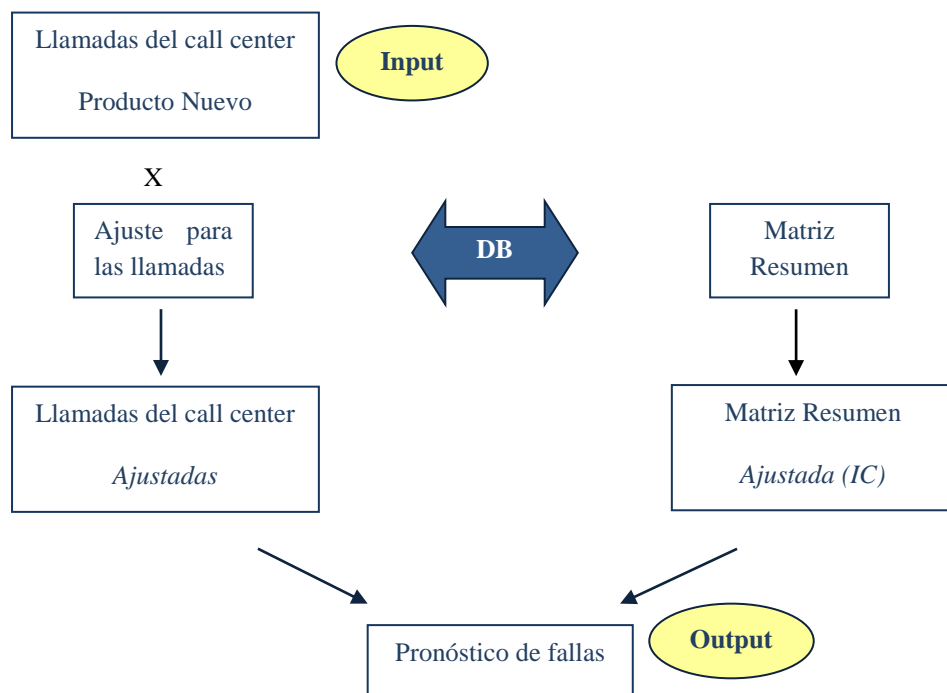 Llamadas del call center
Producto Nuevo
Input
X
Ajuste para
las llamadas
DB
Matriz
Resumen
Llamadas del call center
Ajustadas
Matriz Resumen
Ajustada (IC)
Pronóstico de fallas
Output